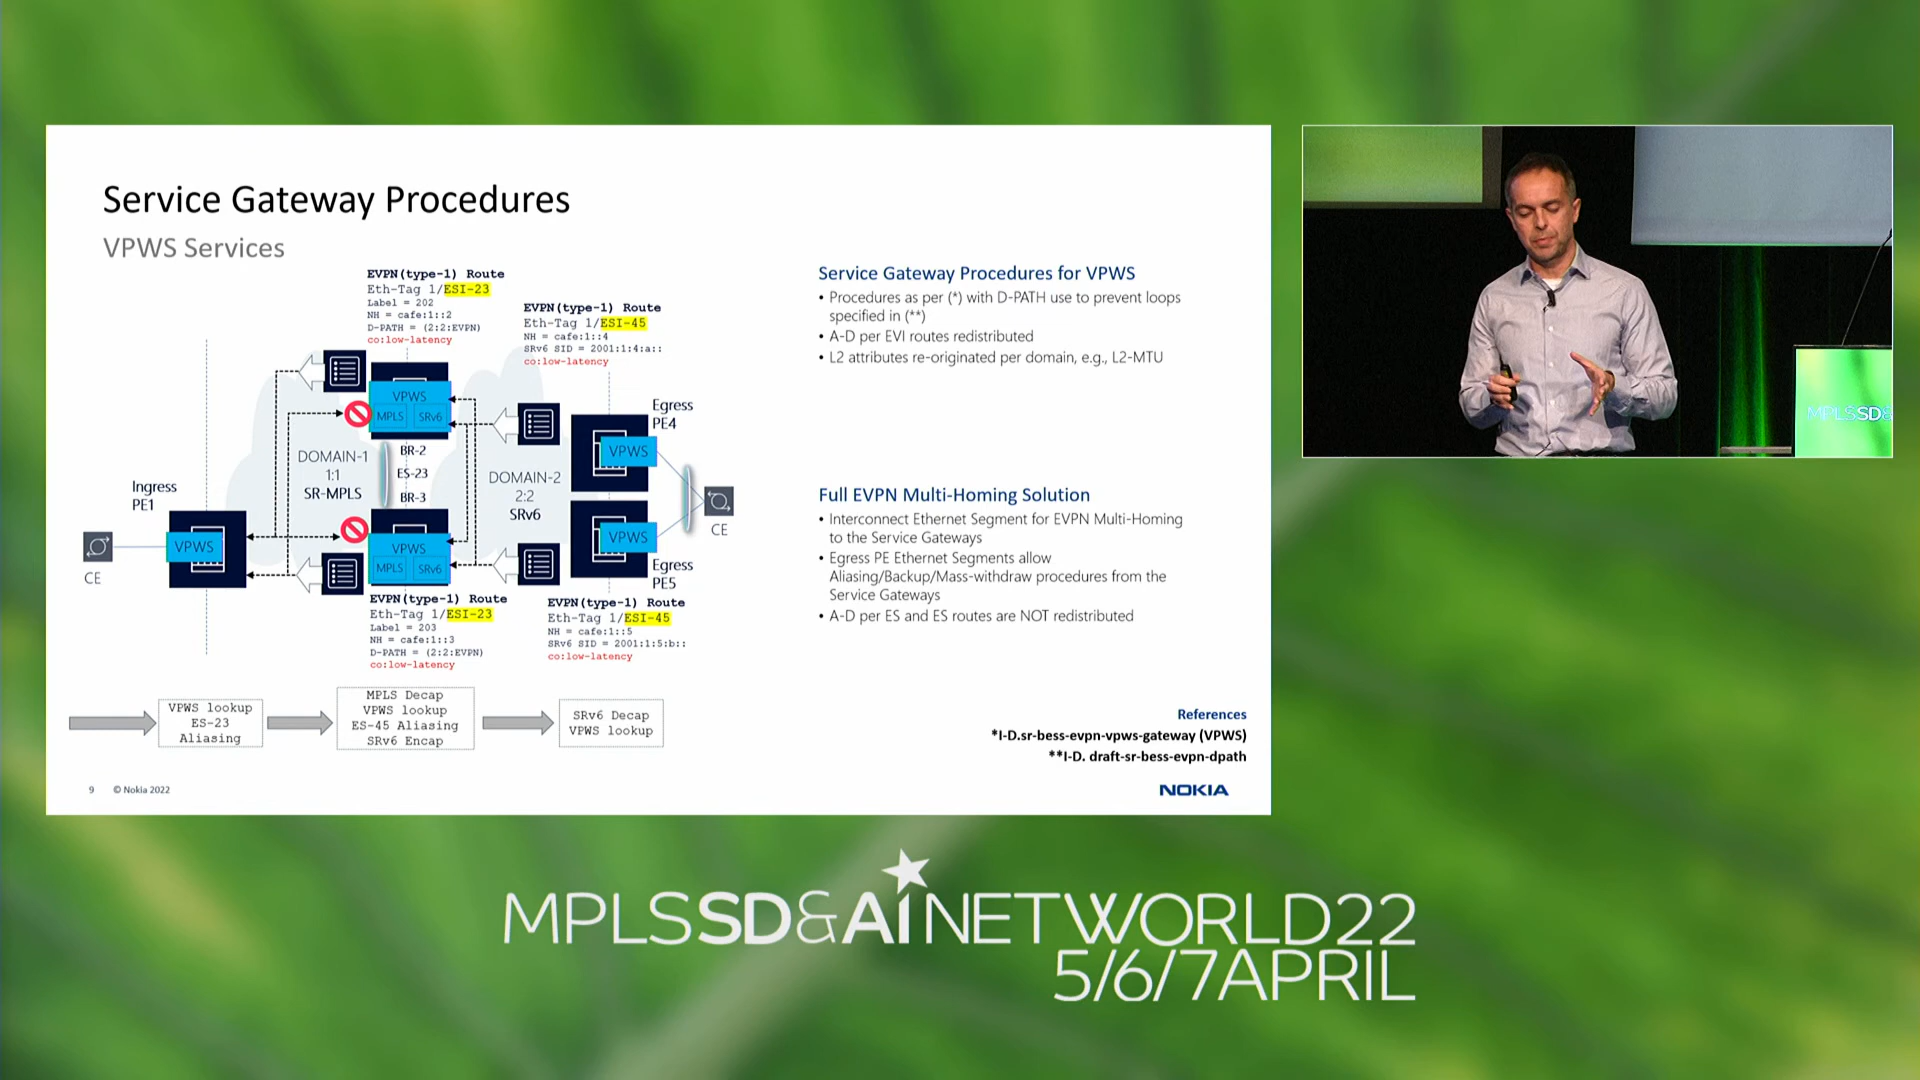 Service Gateway Procedures
VPWS Services
EVPN(type-1) Route
Eth-Tag 1/ESI-23
Label = 202
NH = cafe:1::2
D-PATH = (2:2:EVPN)
co:low-latency
EVPN(type-1) Route
Eth-Tag 1/ESI-45
NH = cafe:1::4
SRv6 SID = 2001:1:4:a::
co:low-latency
VPWS
MPLS
SRv6
BR-2
ES-23
BR-3
DOMAIN-1
1:1
SR-MPLS
DOMAIN-2
2:2
SRv6
Egress
PE4
VPWS
Ingress
PE1
VPWS
CE
VPWS
MPLS
SRv6
VPWS
Egress
PE5
CE
EVPN(type-1) Route
Eth-Tag 1/ESI-23
Label = 203
NH = cafe:1::3
D-PATH = (2:2:EVPN)
co:low-latency
EVPN(type-1) Route
Eth-Tag 1/ESI-45
NH = cafe:1::5
SRv6 SID = 2001:1:5:b::
co:low-latency
VPWS lookup
ES-23
Aliasing
MPLS Decap
VPWS lookup
ES-45 Aliasing
SRv6 Encap
SRv6 Decap
VPWS lookup
Service Gateway Procedures for VPWS
• Procedures as per (*) with D-PATH use to prevent loops
specified in (**)
• A-D per EVI routes redistributed
• L2 attributes re-originated per domain, e.g., L2-MTU
Full EVPN Multi-Homing Solution
• Interconnect Ethernet Segment for EVPN Multi-Homing
to the Service Gateways
• Egress PE Ethernet Segments allow
Aliasing/Backup/Mass-withdraw procedures from the
Service Gateways
• A-D per ES and ES routes are NOT redistributed
References
*I-D.sr-bess-evpn-vpws-gateway (VPWS)
**I-D. draft-sr-bess-evpn-dpath
9 © Nokia 2022
NOKIA
MPLSSD&
MPLSSD&AINETWORLD22
5/6/7APRIL